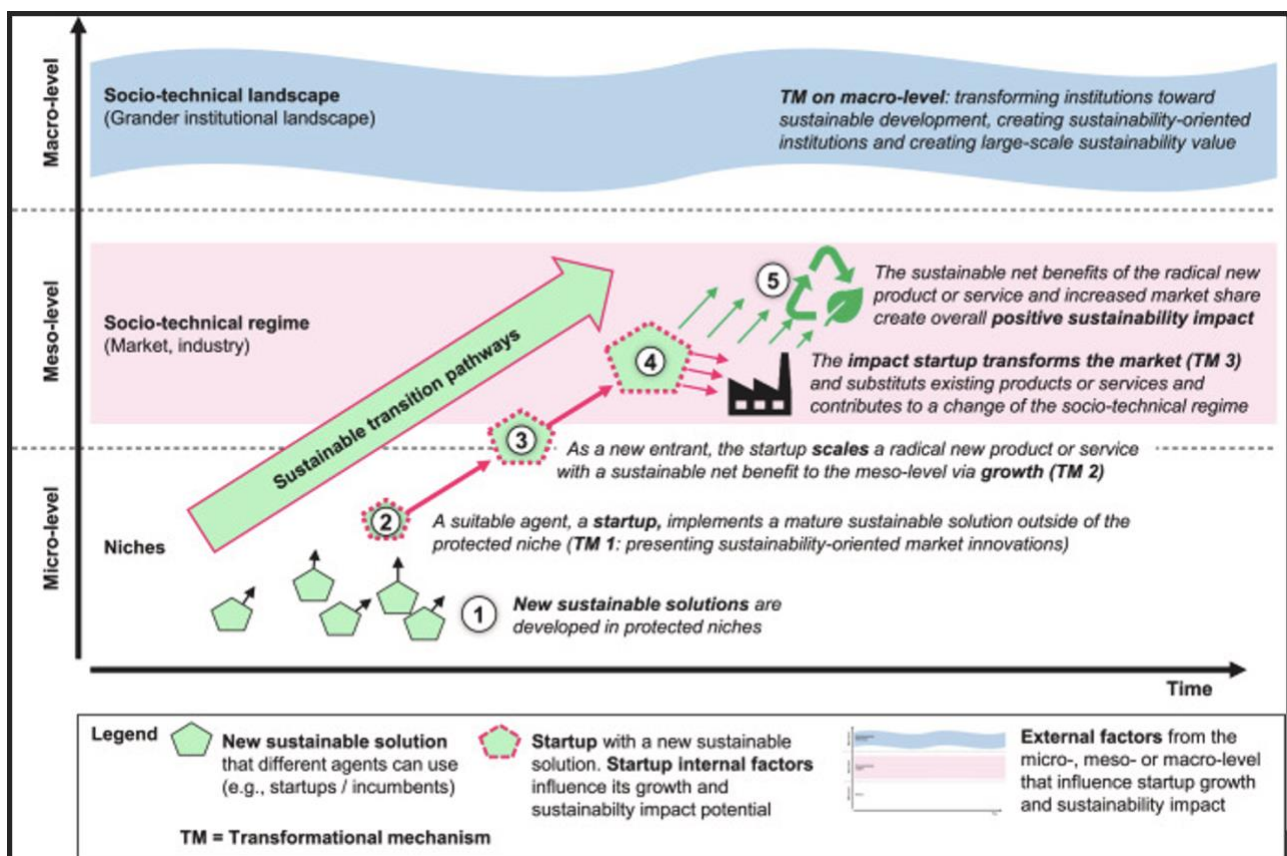 Macro-level
Socio-technical landscape
(Grander institutional landscape)
TM on macro-level: transforming institutions toward
sustainable development, creating sustainability-oriented
institutions and creating large-scale sustainability value
Meso-level
Socio-technical regime
(Market, industry)
Sustainable transition pathways
5
The sustainable net benefits of the radical new
product or service and increased market share
create overall positive sustainability impact
4
The impact startup transforms the market (TM 3)
and substituts existing products or services and
contributes to a change of the socio-technical regime
3
As a new entrant, the startup scales a radical new product or service
with a sustainable net benefit to the meso-level via growth (TM 2)
Micro-level
Niches
2
A suitable agent, a startup, implements a mature sustainable solution outside of the
protected niche (TM 1: presenting sustainability-oriented market innovations)
1
New sustainable solutions are
developed in protected niches
Time
Legend
New sustainable solution
that different agents can use
(e.g., startups / incumbents)
Startup with a new sustainable
solution. Startup internal factors
influence its growth and
sustainabilty impact potential
External factors from the
micro-, meso- or macro-level
that influence startup growth
and sustainability impact
TM = Transformational mechanism